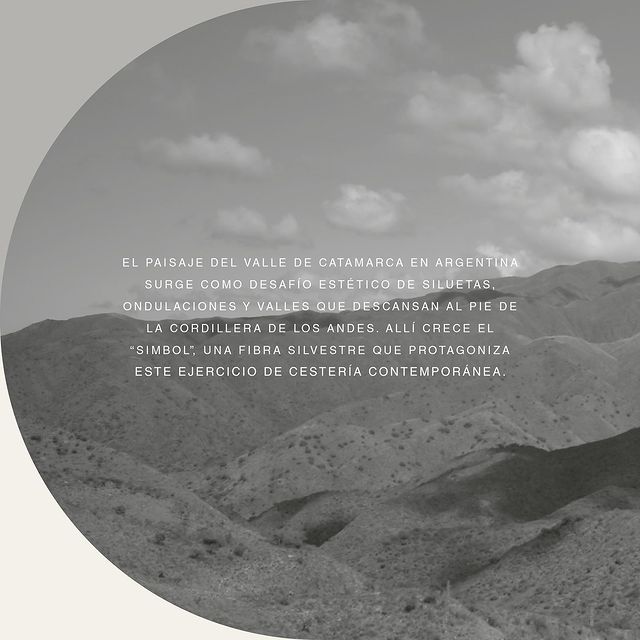 EL PAISAJE DEL VALLE DE CATAMARCA EN ARGENTINA
SURGE COMO DESAFÍO ESTÉTICO DE SILUETAS,
ONDULACIONES Y VALLES QUE DESCANSAN AL PIE DE
LA CORDILLERA DE LOS ANDES. ALLÍ CRECE EL
“SIMBOL”, UNA FIBRA SILVESTRE QUE PROTAGONIZA
ESTE EJERCICIO DE CESTERÍA CONTEMPORÁNEA.